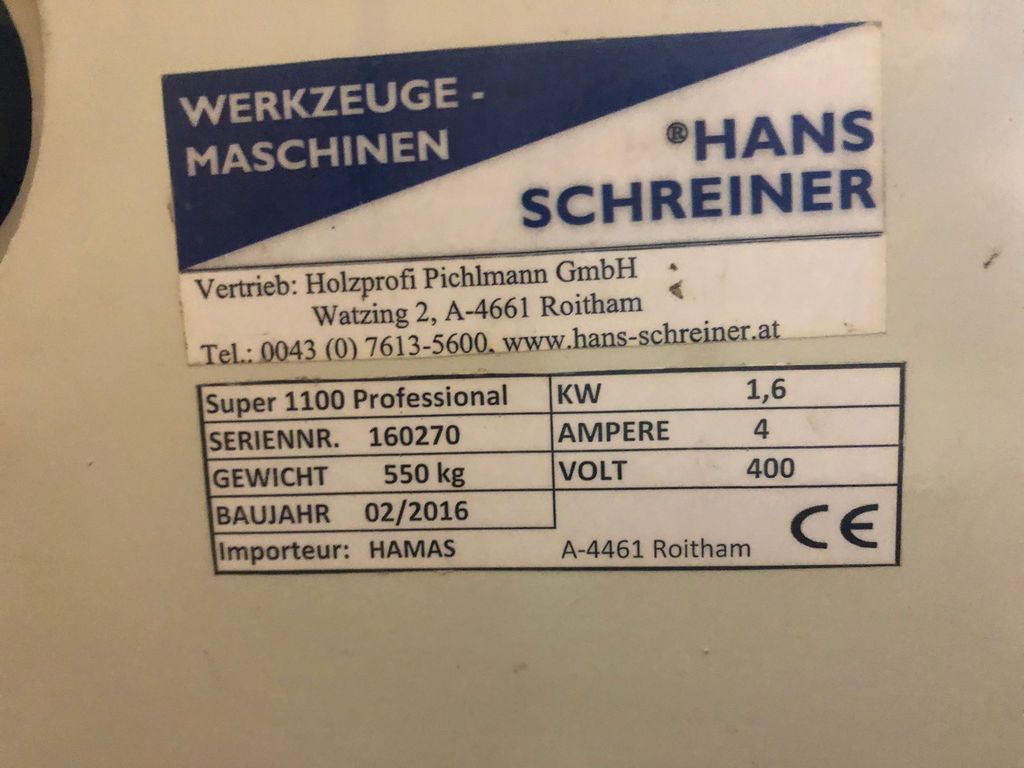 WERKZEUGE -
MASCHINEN
®HANS
SCHREINER
Vertrieb: Holzprofi Pichlmann GmbH
Watzing 2, A-4661 Roitham
Tel.: 0043 (0) 7613-5600, www.hans-schreiner.at
Super 1100 Professional KW 1,6
SERIENNR. 160270 AMPERE 4
GEWICHT 550 kg VOLT 400
BAUJAHR 02/2016 CE
Importeur: HAMAS A-4461 Roitham